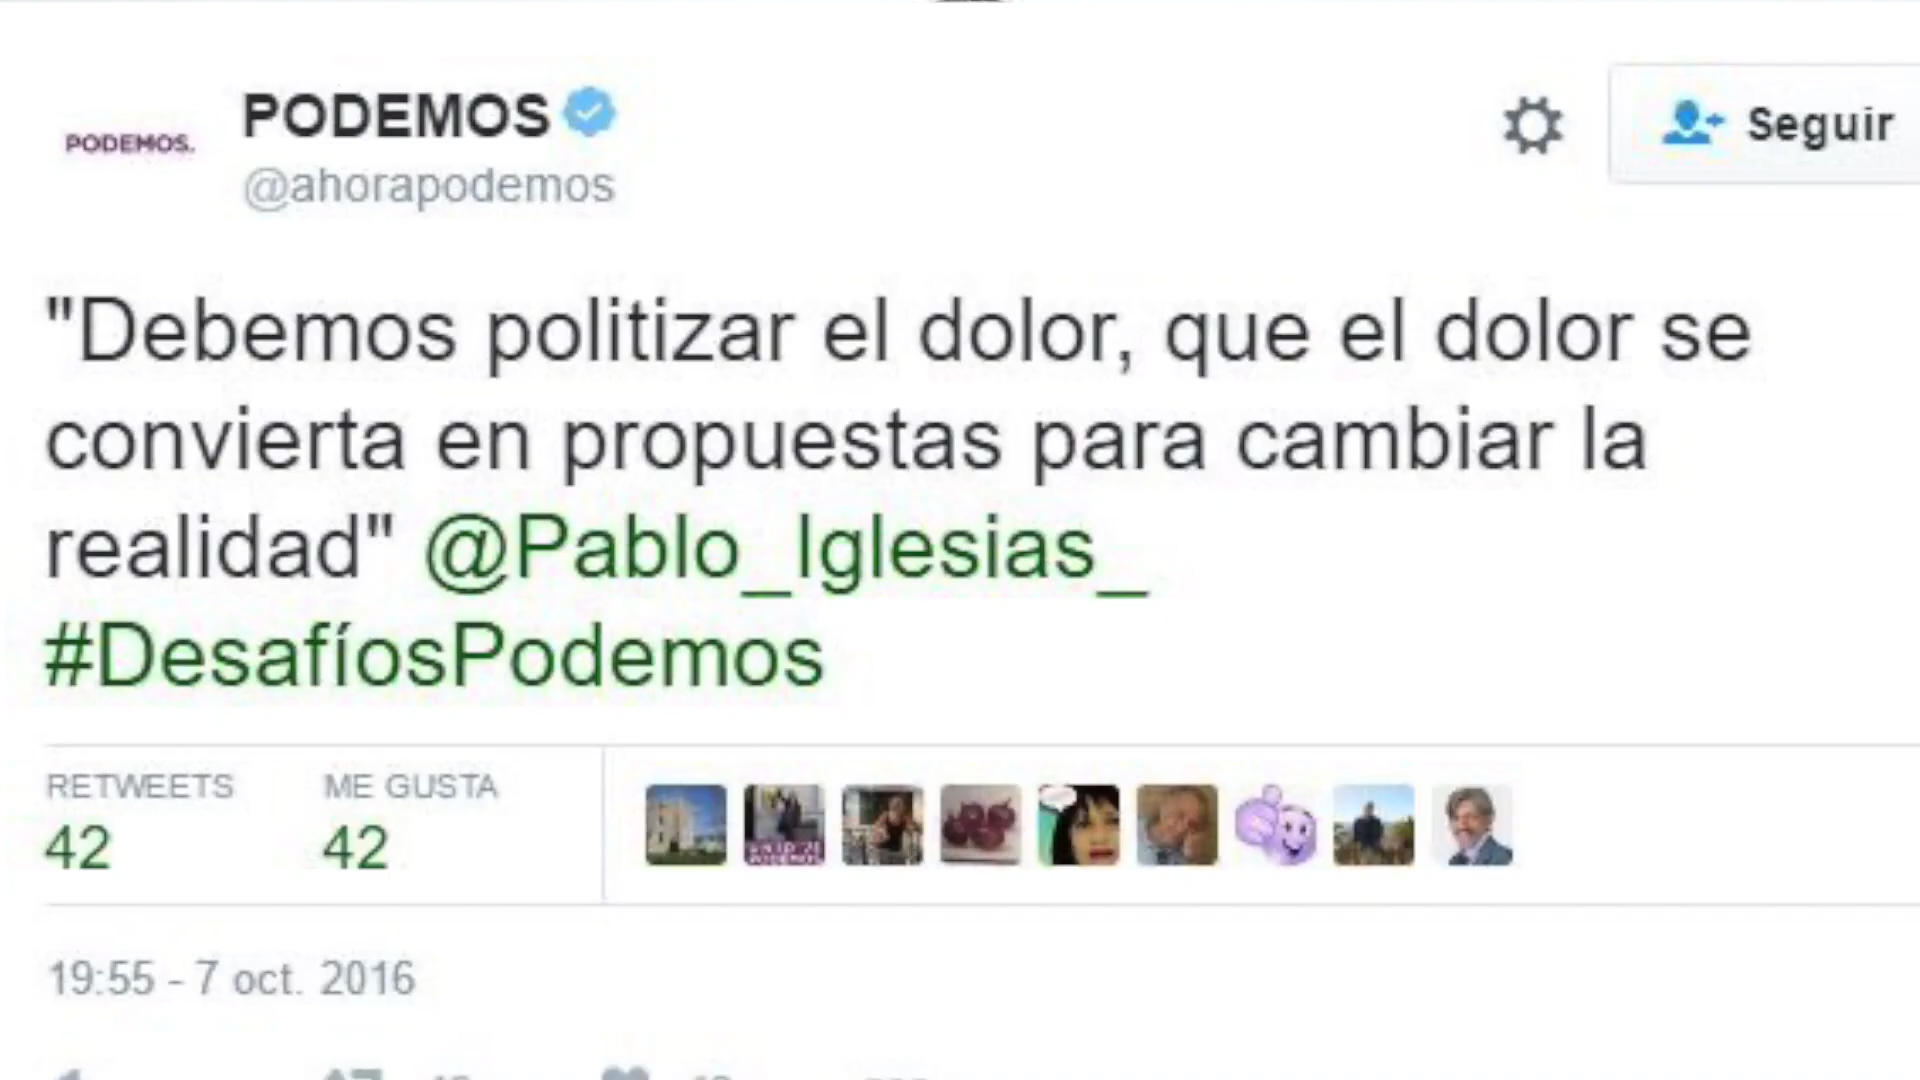 PODEMOS.
PODEMOS
@ahorapodemos
Seguir
"Debemos politizar el dolor, que el dolor se
convierta en propuestas para cambiar la
realidad" @Pablo_Iglesias_
#DesafíosPodemos
RETWEETS
ME GUSTA
42
42
19:55 - 7 oct. 2016